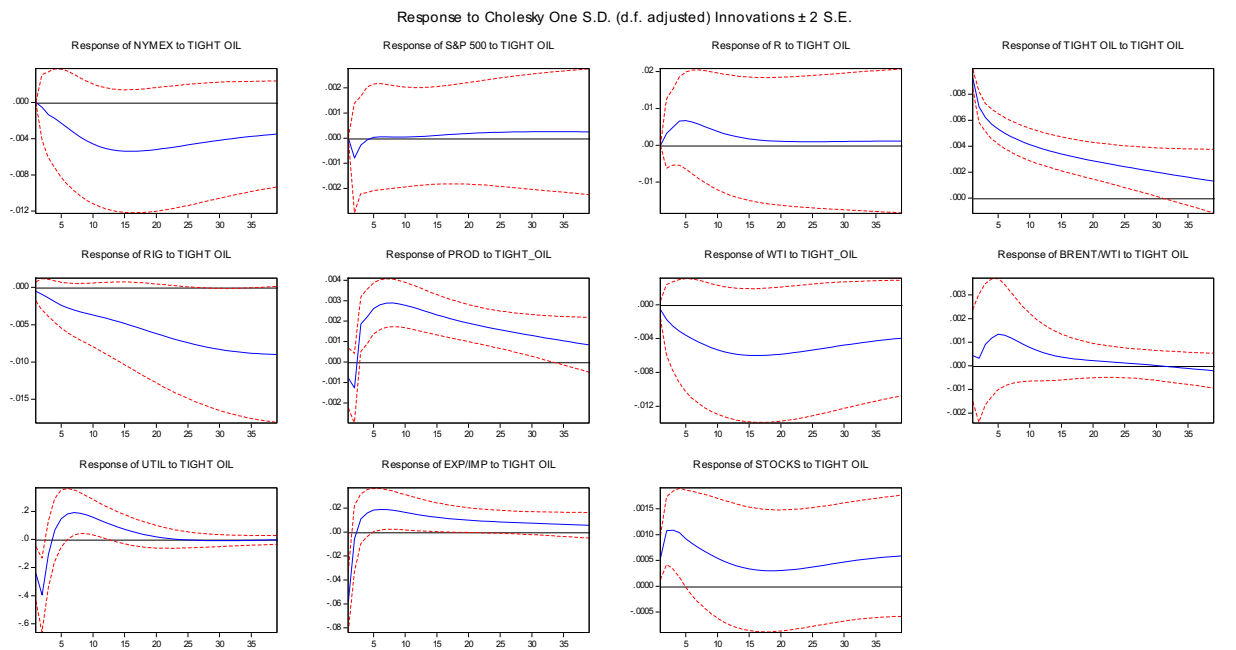 Response to Cholesky One S.D. (d.f. adjusted) Innovations ± 2 S.E.
Response of NYMEX to TIGHT OIL
.000
-.004
-.008
-.012
5 10 15 20 25 30 35
Response of S&P 500 to TIGHT OIL
.002
.001
.000
-.001
-.002
5 10 15 20 25 30 35
Response of R to TIGHT OIL
.02
.01
.00
-.01
5 10 15 20 25 30 35
Response of TIGHT OIL to TIGHT OIL
.008
.006
.004
.002
.000
5 10 15 20 25 30 35
Response of RIG to TIGHT OIL
.000
-.005
-.010
-.015
5 10 15 20 25 30 35
Response of PROD to TIGHT_OIL
.004
.003
.002
.001
.000
-.001
-.002
5 10 15 20 25 30 35
Response of WTI to TIGHT_OIL
.000
-.004
-.008
-.012
5 10 15 20 25 30 35
Response of BRENT/WTI to TIGHT OIL
.003
.002
.001
.000
-.001
-.002
5 10 15 20 25 30 35
Response of UTIL to TIGHT OIL
.2
.0
-.2
-.4
-.6
5 10 15 20 25 30 35
Response of EXP/IMP to TIGHT OIL
.02
.00
-.02
-.04
-.06
-.08
5 10 15 20 25 30 35
Response of STOCKS to TIGHT OIL
.0015
.0010
.0005
.0000
-.0005
5 10 15 20 25 30 35